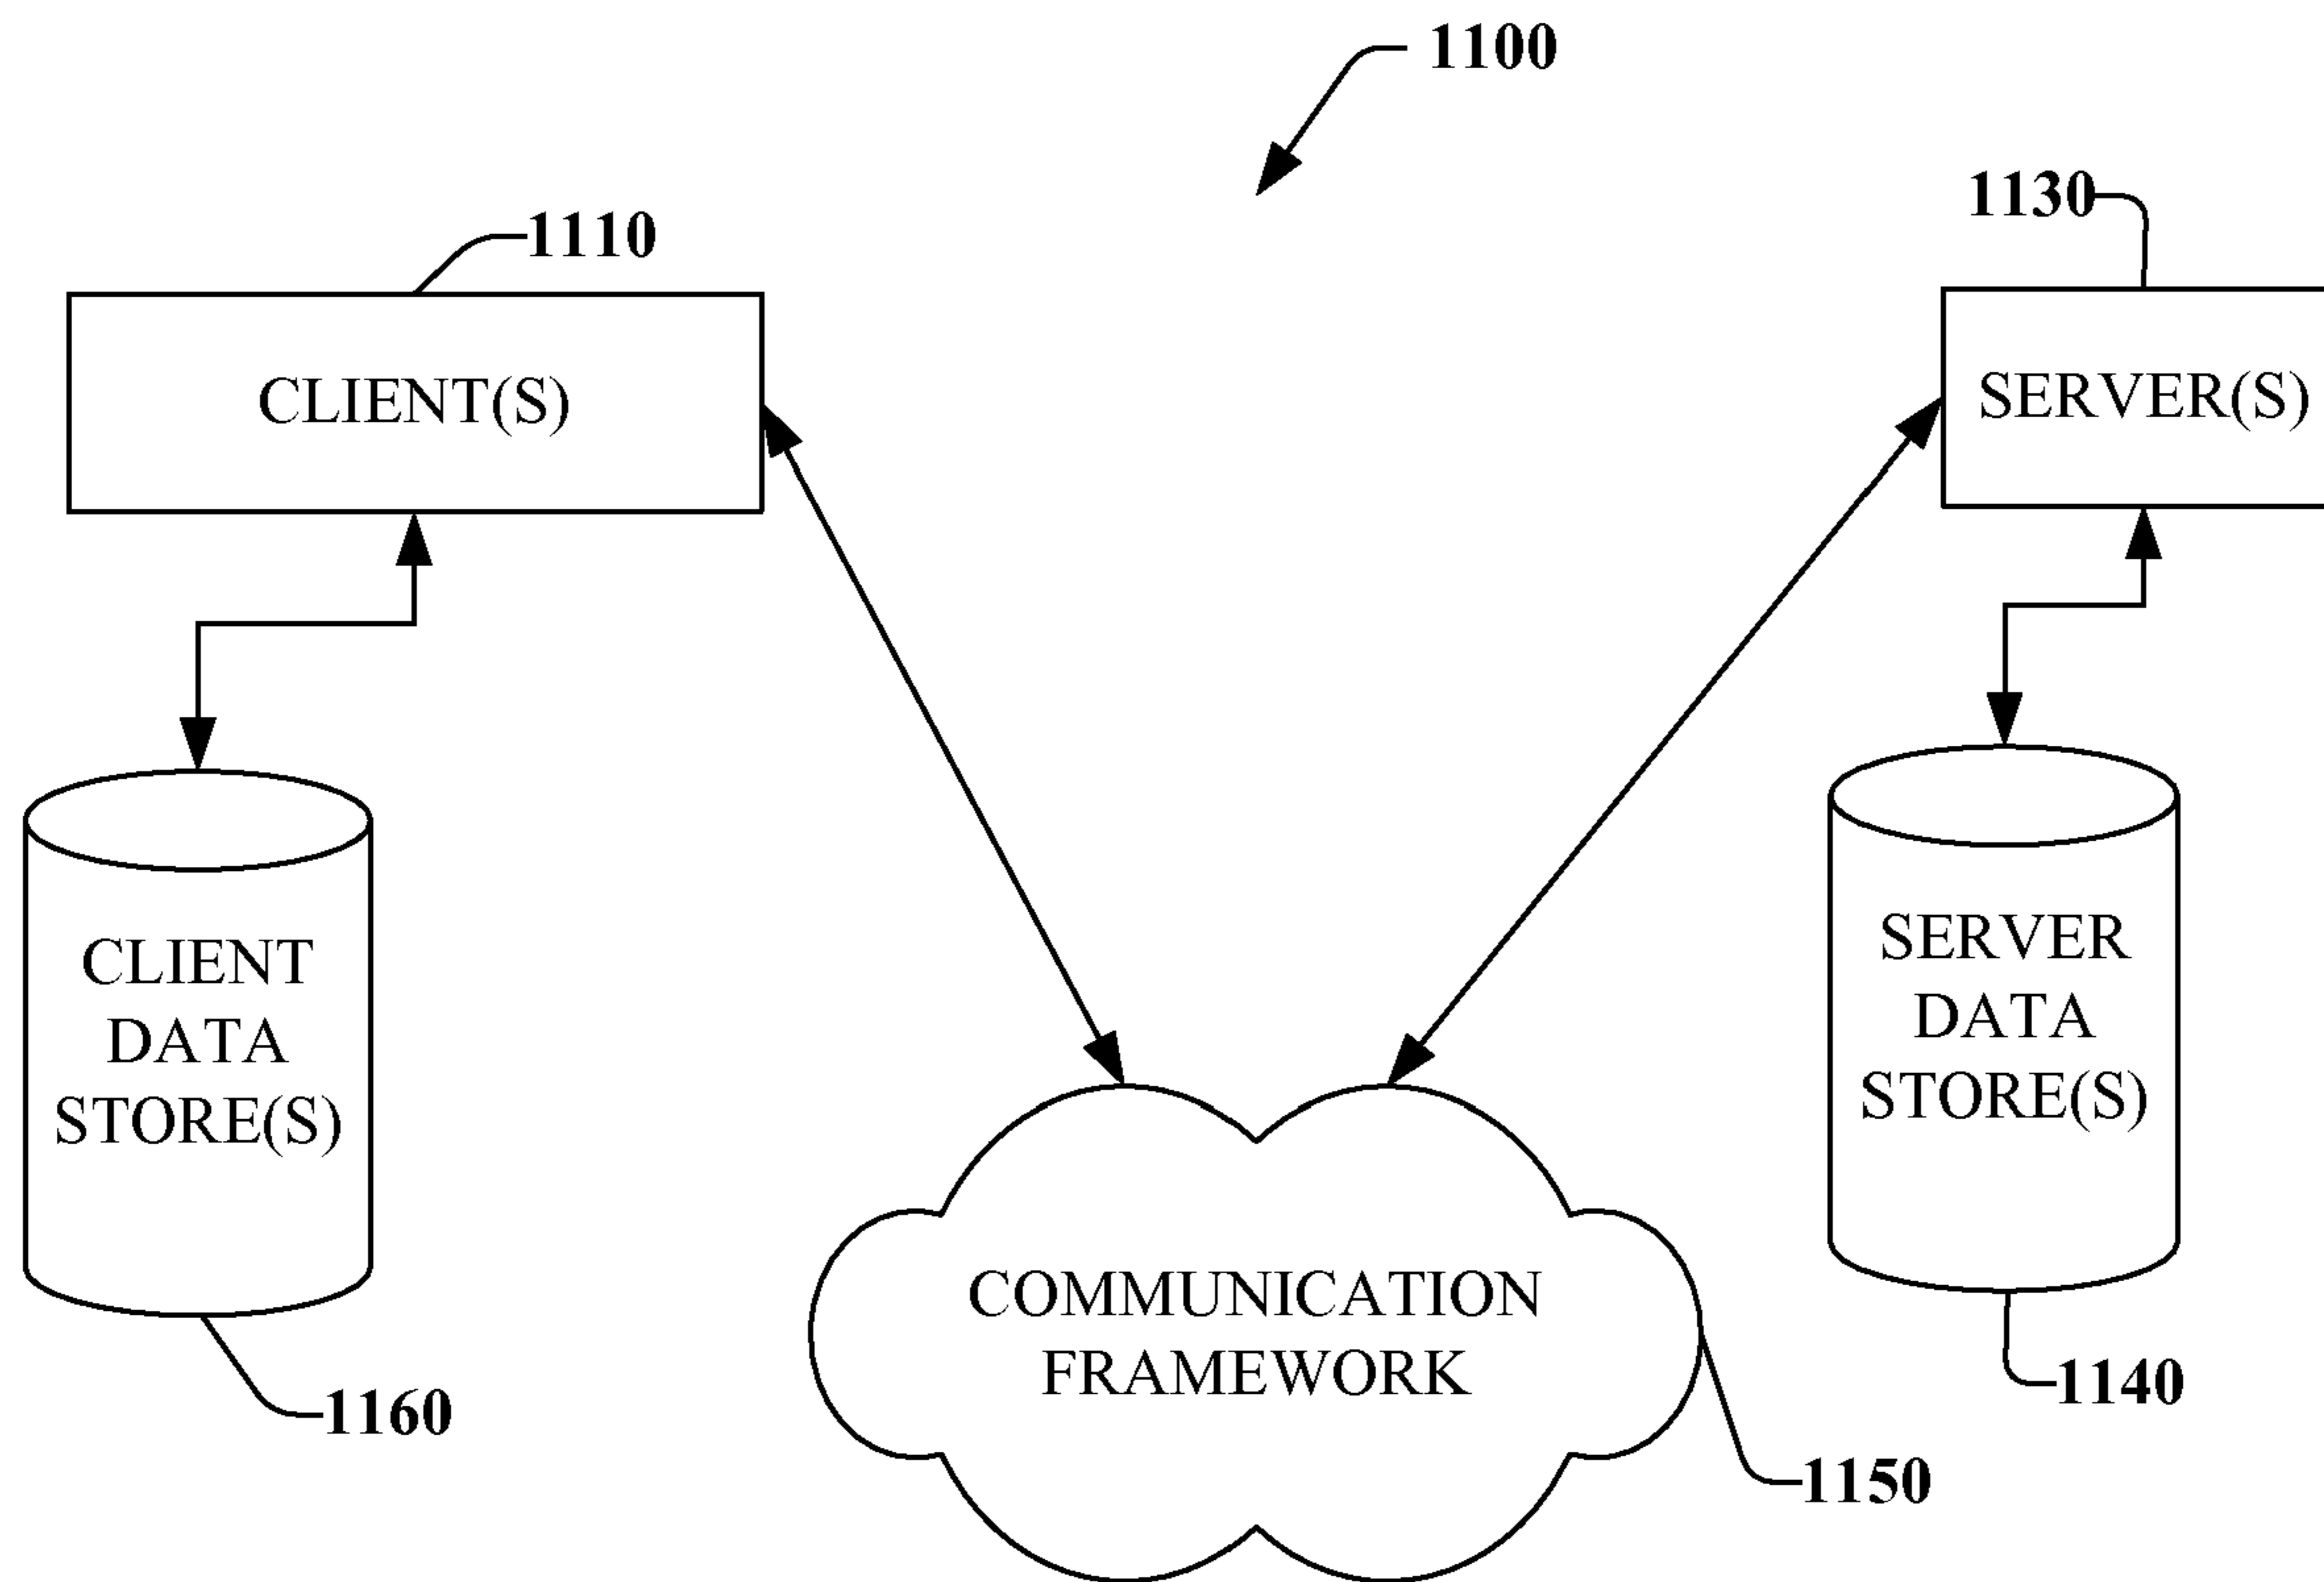 1100
1110
1130
CLIENT(S)
SERVER(S)
CLIENT
DATA
STORE(S)
SERVER
DATA
STORE(S)
COMMUNICATION
FRAMEWORK
1160
1140
1150